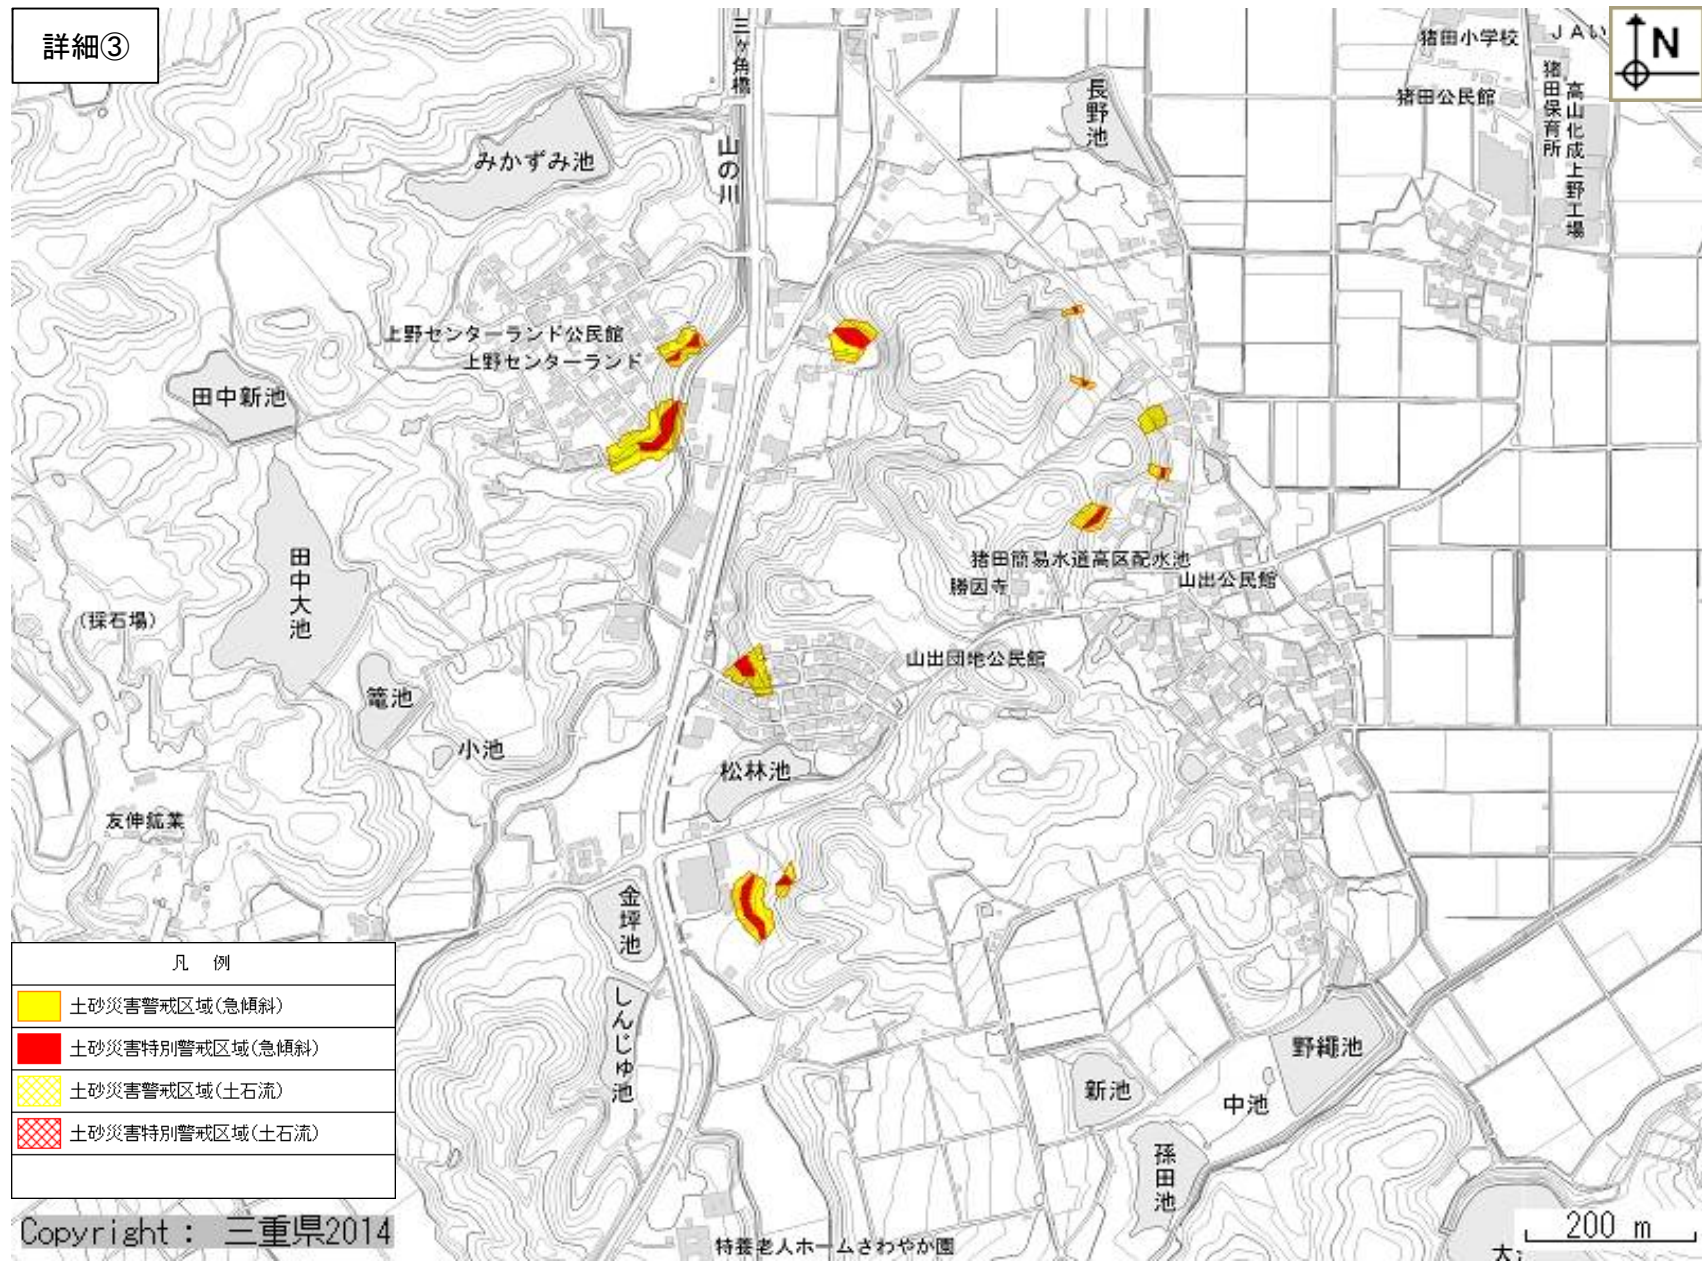 詳細③
N
三ヶ角橋
山の川
みかずみ池
長野池
猪田小学校
JAい
猪田公民館
猪田保育所
高山化成上野工場
上野センターランド公民館
上野センターランド
田中新池
田中大池
(採石場)
篭池
小池
友伸鉱業
猪田簡易水道高区配水池
勝因寺
山出公民館
山出団地公民館
松林池
金坪池
しんじゅ池
野縄池
新池
中池
孫田池
特養老人ホームさわやか園
凡 例
土砂災害警戒区域(急傾斜)
土砂災害特別警戒区域(急傾斜)
土砂災害警戒区域(土石流)
土砂災害特別警戒区域(土石流)
Copyright： 三重県2014
200 m